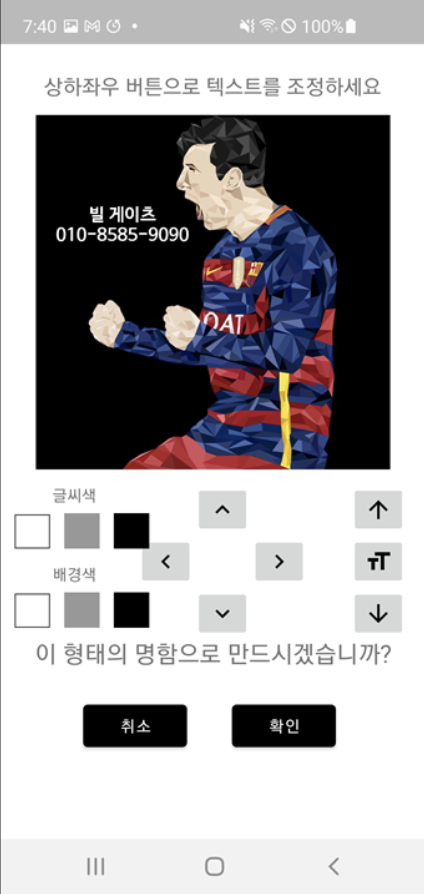 7:40
100%
상하좌우 버튼으로 텍스트를 조정하세요
빌 게이츠
010-8585-9090
QAT
글씨색
배경색
TT
이 형태의 명함으로 만드시겠습니까?
취소
확인